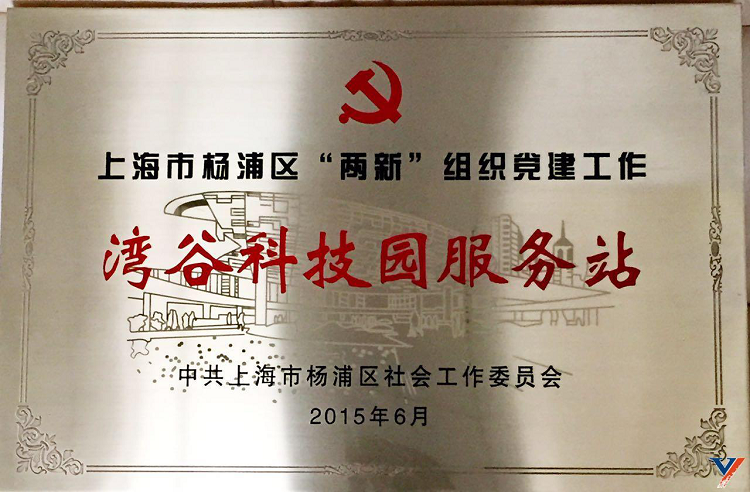 上海市杨浦区“两新”组织党建工作
湾谷科技园服务站
中共上海市杨浦区社会工作委员会
2015年6月